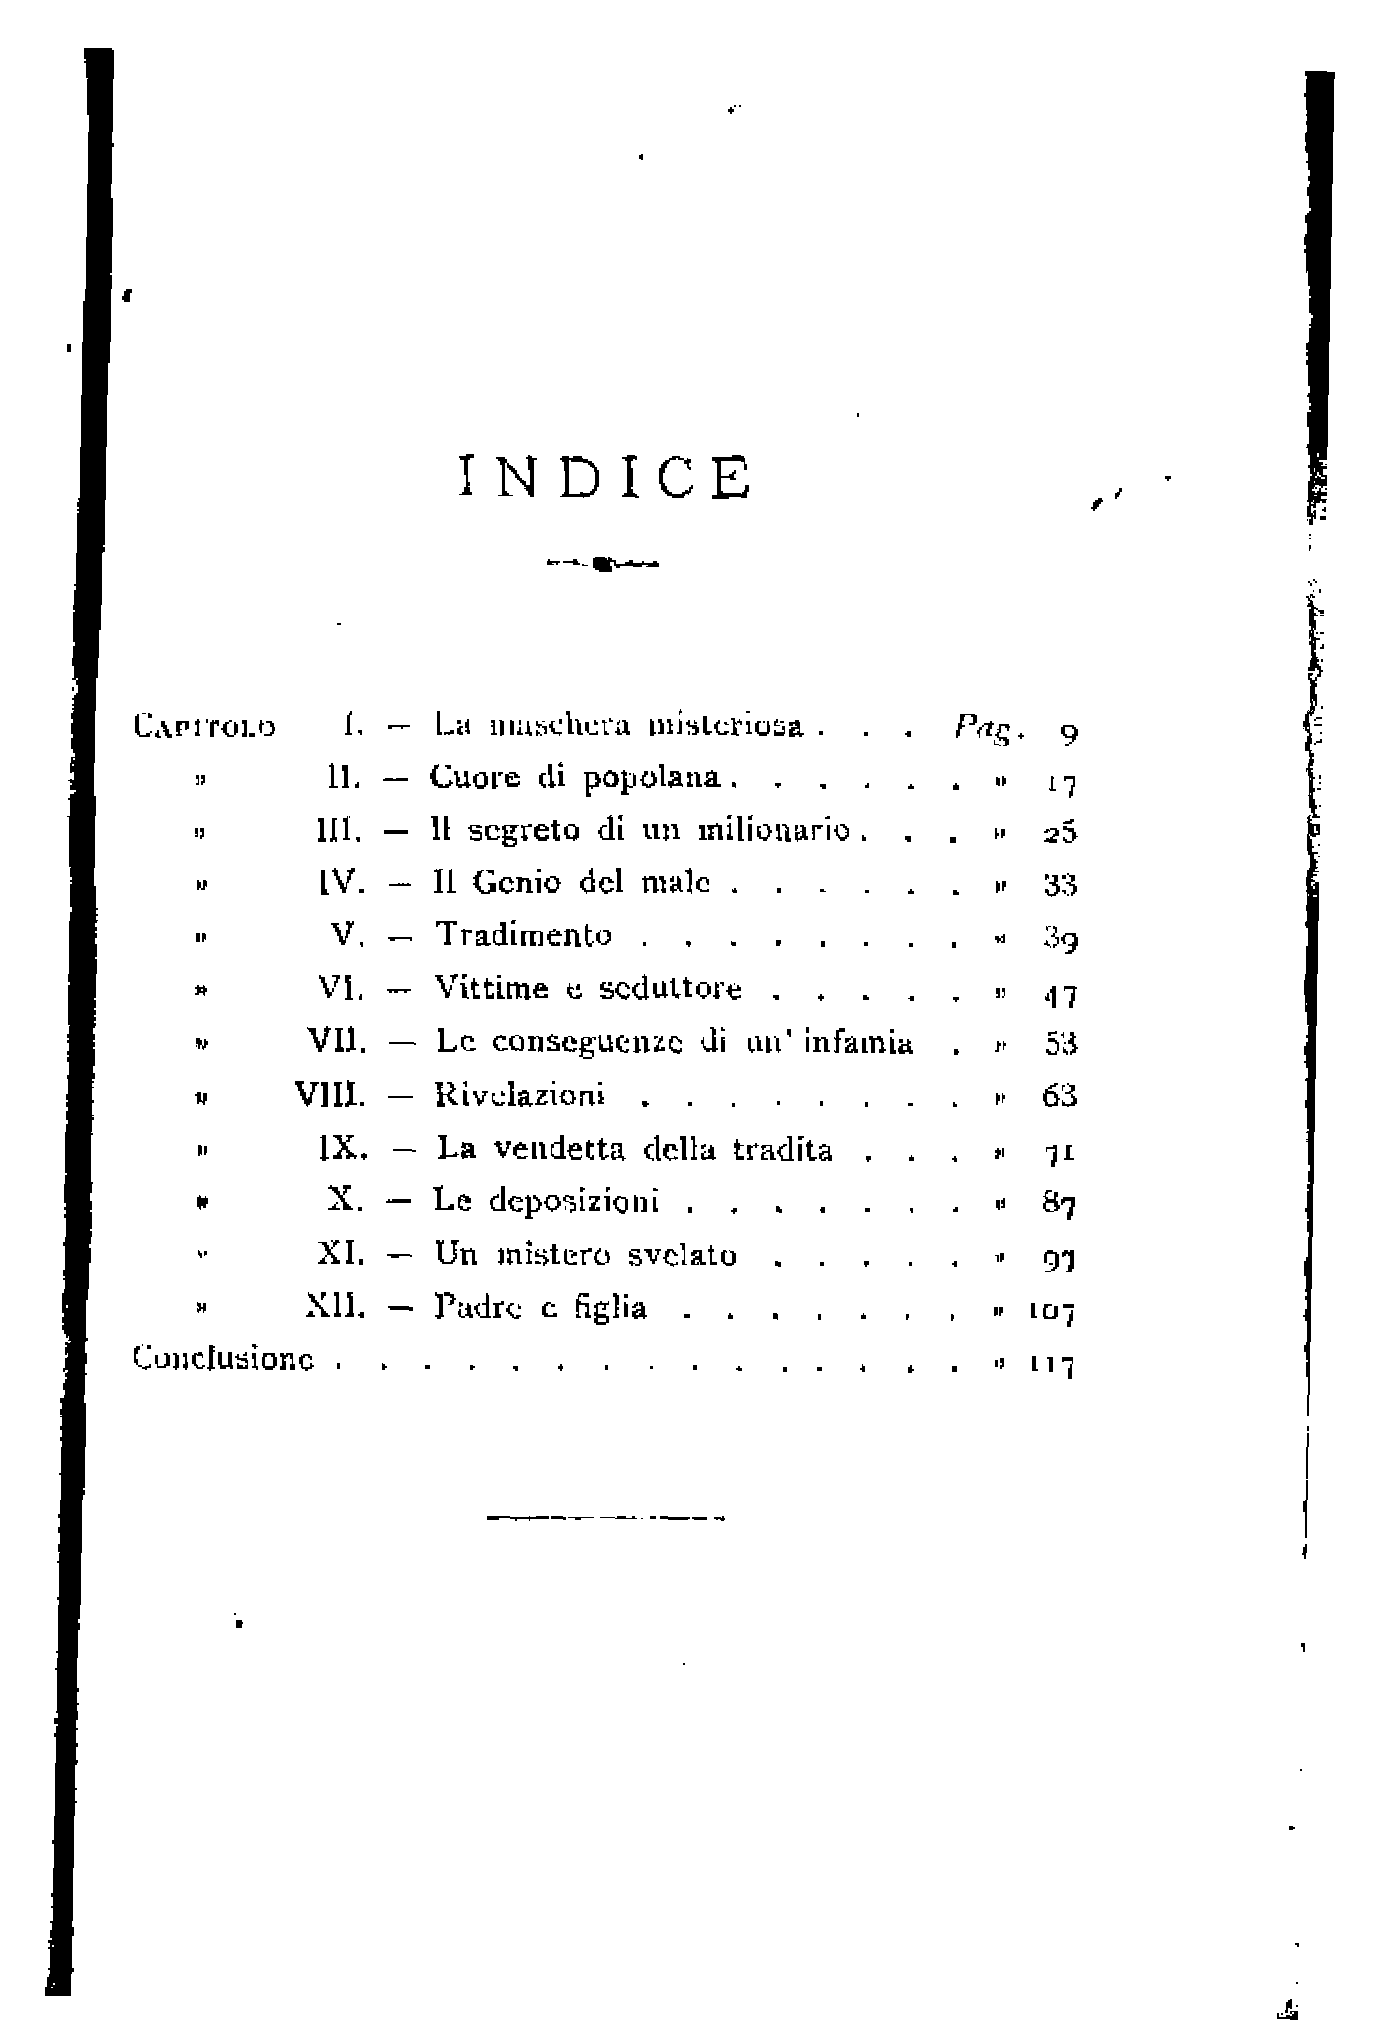 INDICE
CAPITOLO I. — La maschera misteriosa . . . Pag. 9
" II. — Cuore di popolana . . . . . . " 17
" III. — Il segreto di un milionario . . . " 25
" IV. — Il Genio del male . . . . . . " 33
" V. — Tradimento . . . . . . . . " 39
" VI. — Vittime e seduttore . . . . . " 47
" VII. — Le conseguenze di un' infamia . " 53
" VIII. — Rivelazioni . . . . . . . . " 63
" IX. — La vendetta della tradita . . . " 71
" X. — Le deposizioni . . . . . . . " 87
" XI. — Un mistero svelato . . . . . " 97
" XII. — Padre e figlia . . . . . . . " 107
Conclusione . . . . . . . . . . . . . . . " 117